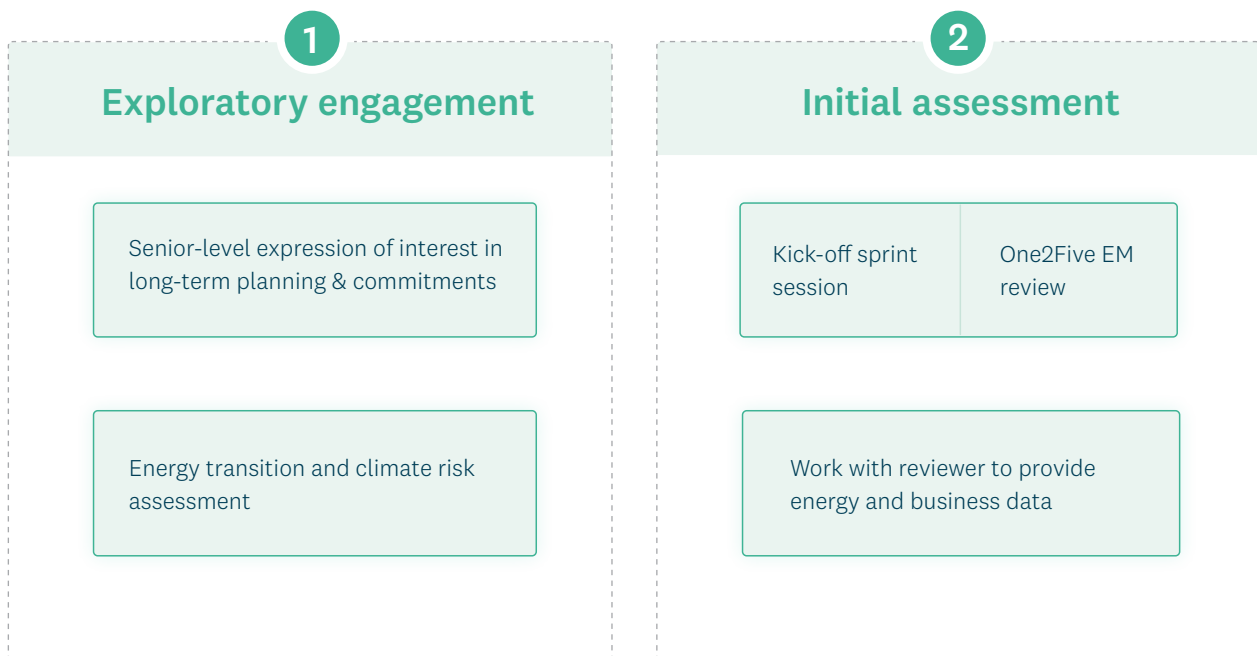 1
Exploratory engagement
Senior-level expression of interest in
long-term planning & commitments
Energy transition and climate risk
assessment
2
Initial assessment
Kick-off sprint
session
One2Five EM
review
Work with reviewer to provide
energy and business data